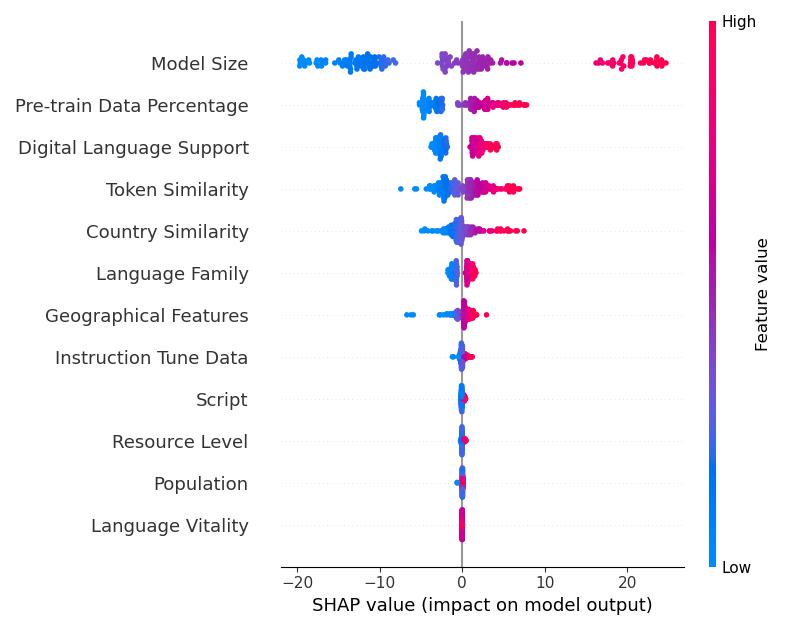 High
Model Size
Pre-train Data Percentage
Digital Language Support
Token Similarity
Country Similarity
Language Family
Geographical Features
Instruction Tune Data
Script
Resource Level
Population
Language Vitality
Feature value
Low
−20 −10 0 10 20
SHAP value (impact on model output)